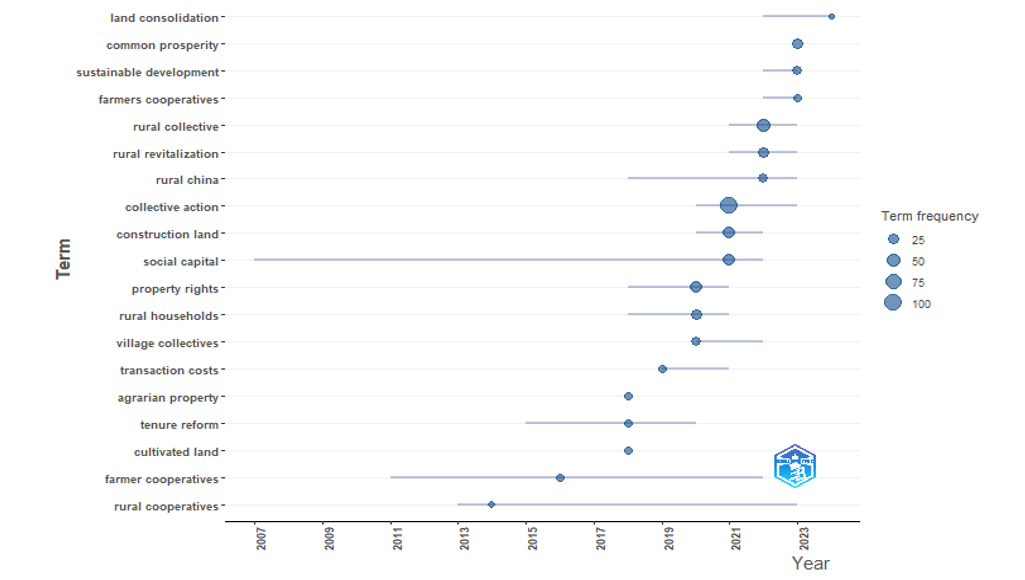 land consolidation
common prosperity
sustainable development
farmers cooperatives
rural collective
rural revitalization
rural china
collective action
construction land
social capital
property rights
rural households
village collectives
transaction costs
agrarian property
tenure reform
cultivated land
farmer cooperatives
rural cooperatives
Term
2007
2009
2011
2013
2015
2017
2019
2021
2023
Year
Term frequency
25
50
75
100